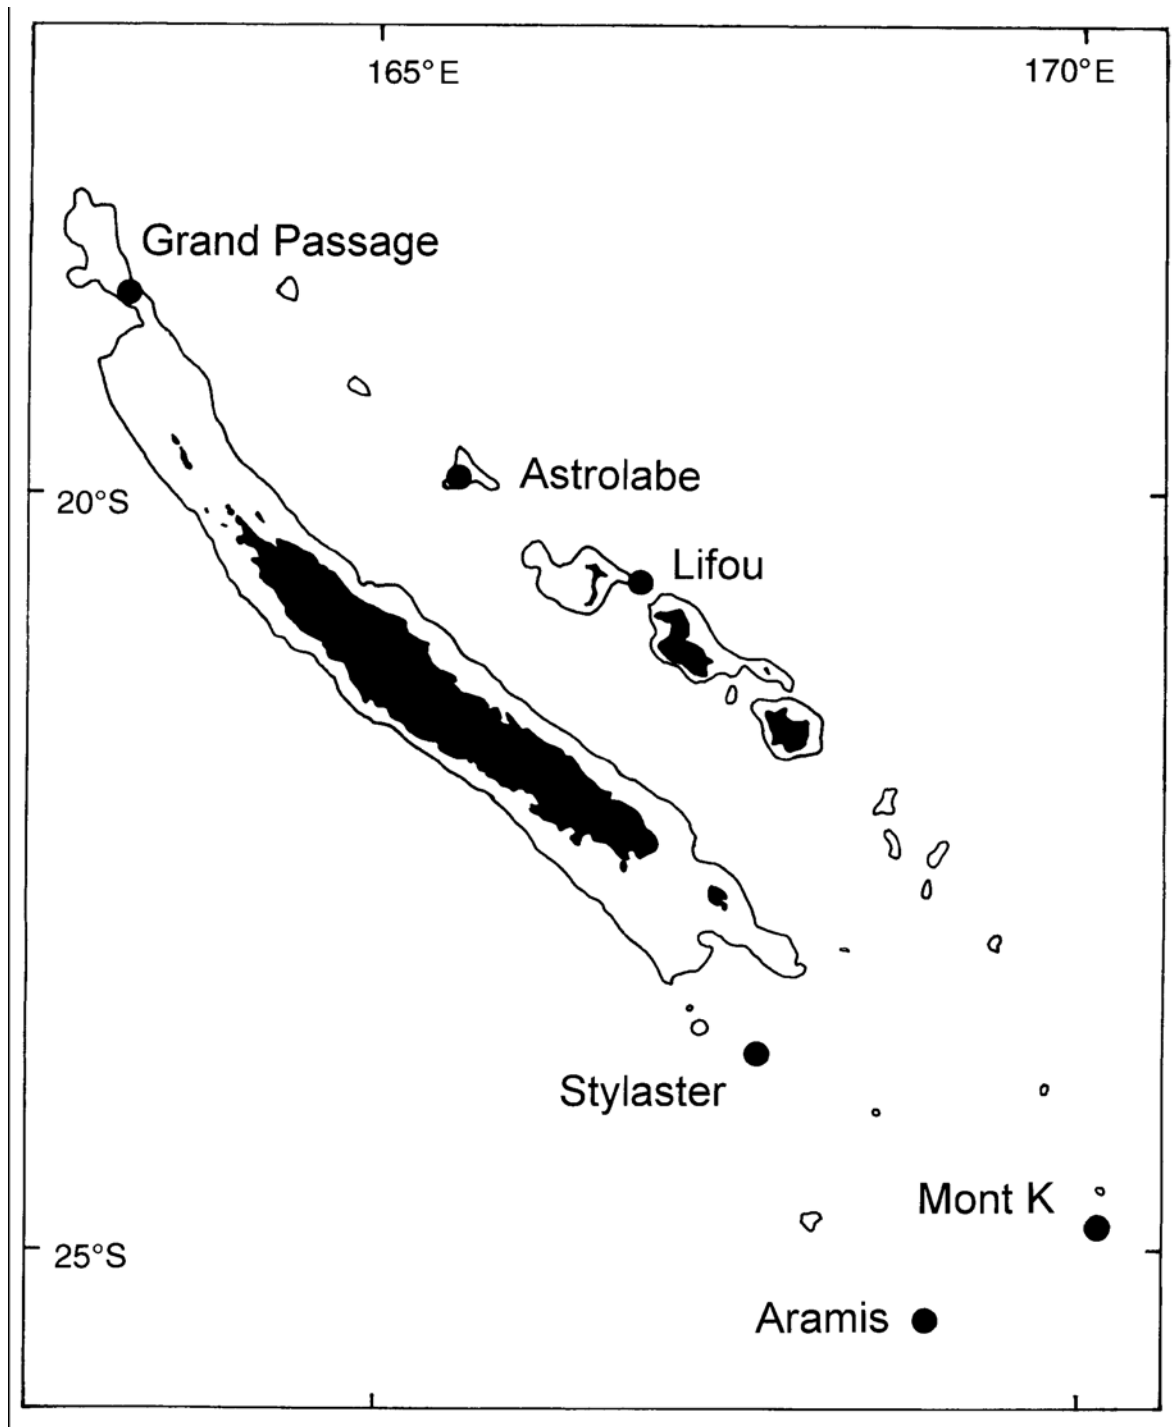 165°E
170°E
Grand Passage
Astrolabe
20°S
Lifou
Stylaster
Mont K
25°S
Aramis